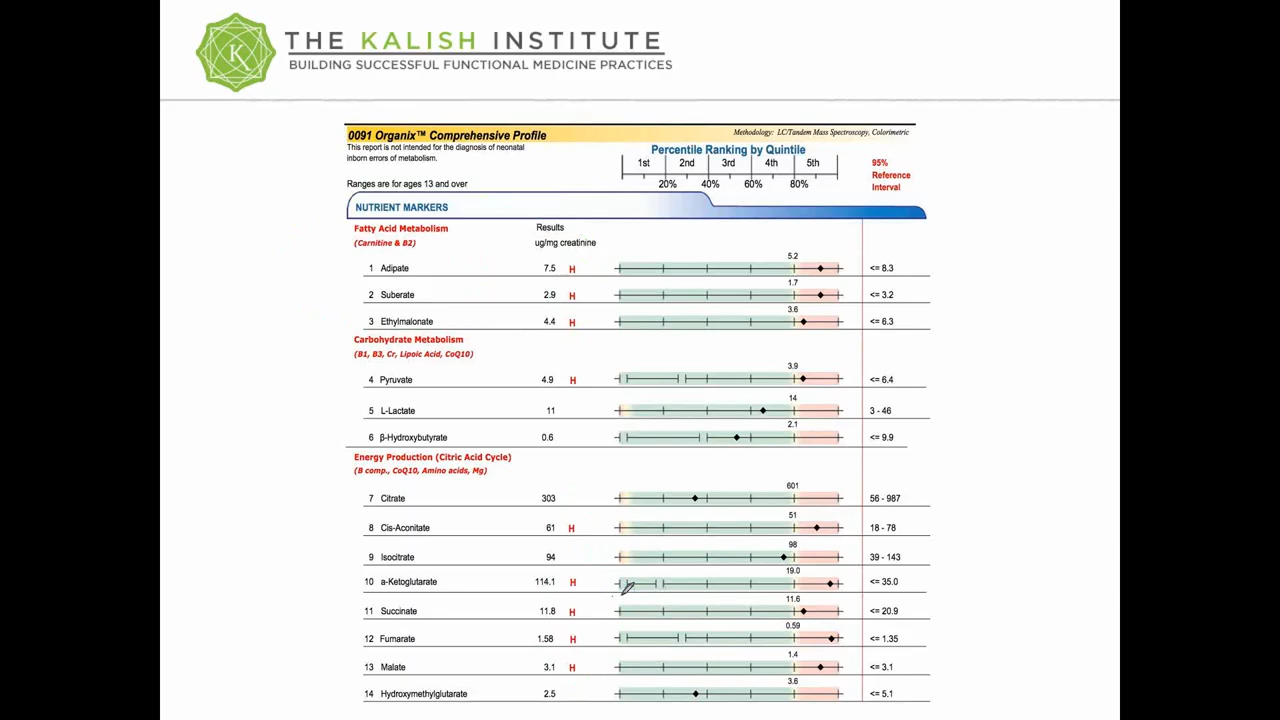 THE KALISH INSTITUTE
BUILDING SUCCESSFUL FUNCTIONAL MEDICINE PRACTICES
K
0091 Organix™ Comprehensive Profile
Methodology: LC/Tandem Mass Spectroscopy, Colorimetric
This report is not intended for the diagnosis of neonatal
inborn errors of metabolism.
Percentile Ranking by Quintile
1st 2nd 3rd 4th 5th
95%
Reference
Interval
Ranges are for ages 13 and over
20% 40% 60% 80%
NUTRIENT MARKERS
Fatty Acid Metabolism
Results
(Carnitine & B2)
ug/mg creatinine
5.2
1 Adipate 7.5 H <= 8.3
1.7
2 Suberate 2.9 H <= 3.2
3.6
3 Ethylmalonate 4.4 H <= 6.3
Carbohydrate Metabolism
(B1, B3, Cr, Lipoic Acid, CoQ10)
3.9
4 Pyruvate 4.9 H <= 6.4
14
5 L-Lactate 11 3 - 46
2.1
6 β-Hydroxybutyrate 0.6 <= 9.9
Energy Production (Citric Acid Cycle)
(B comp., CoQ10, Amino acids, Mg)
601
7 Citrate 303 56 - 987
51
8 Cis-Aconitate 61 H 18 - 78
98
9 Isocitrate 94 39 - 143
19.0
10 a-Ketoglutarate 114.1 H <= 35.0
11.6
11 Succinate 11.8 H <= 20.9
0.59
12 Fumarate 1.58 H <= 1.35
1.4
13 Malate 3.1 H <= 3.1
3.6
14 Hydroxymethylglutarate 2.5 <= 5.1